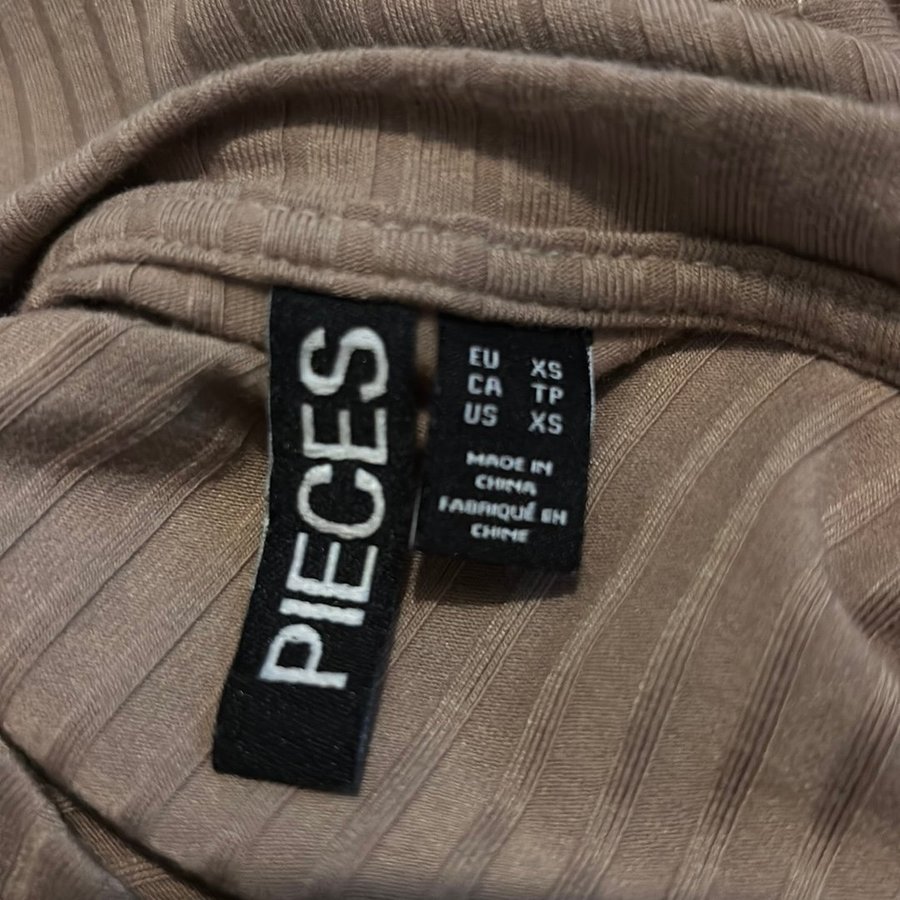 PIECES
EU XS
CA TP
US XS
MADE IN
CHINA
FABRIQUÉ EN
CHINE